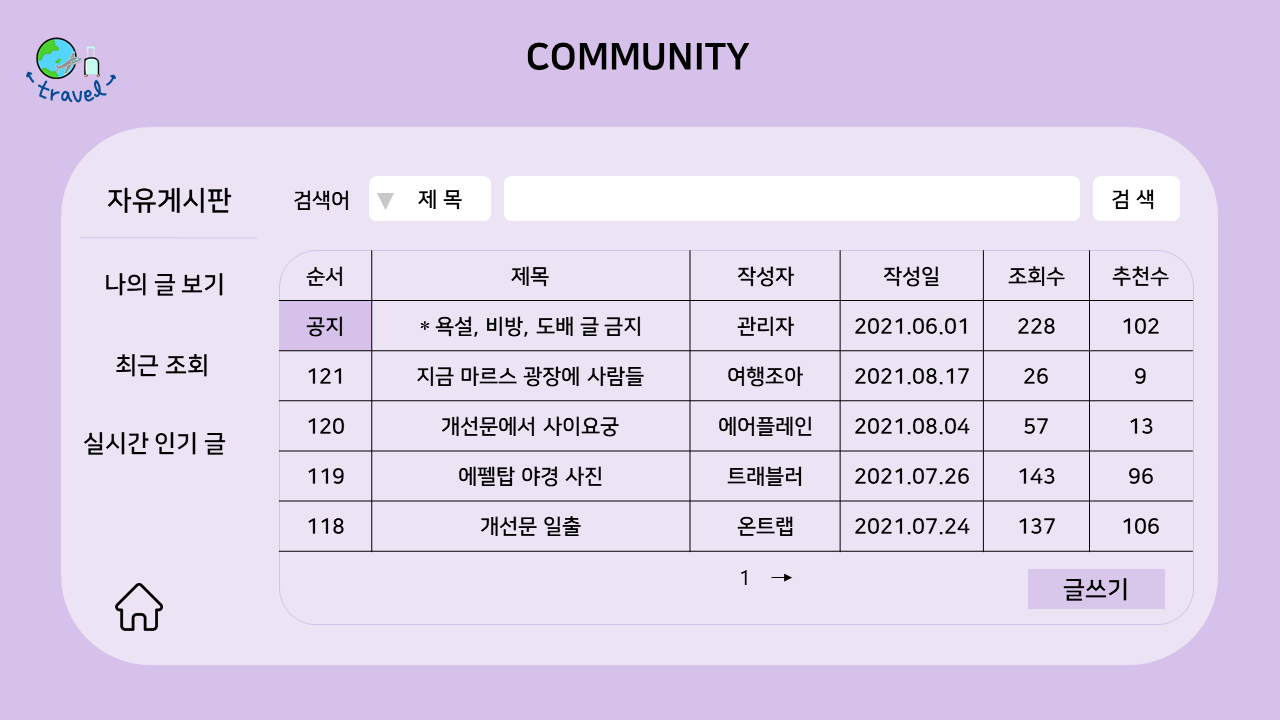 COMMUNITY
travel
자유게시판
검색어 ▼ 제 목 검 색
나의 글 보기
최근 조회
실시간 인기 글
순서 제목 작성자 작성일 조회수 추천수
공지 * 욕설, 비방, 도배 글 금지 관리자 2021.06.01 228 102
121 지금 마르스 광장에 사람들 여행조아 2021.08.17 26 9
120 개선문에서 사이요궁 에어플레인 2021.08.04 57 13
119 에펠탑 야경 사진 트래블러 2021.07.26 143 96
118 개선문 일출 온트랩 2021.07.24 137 106
1 →
글쓰기